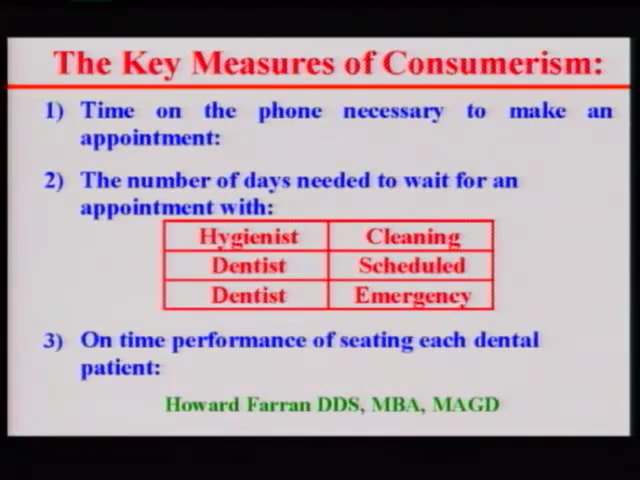 The Key Measures of Consumerism:
1) Time on the phone necessary to make an
appointment:
2) The number of days needed to wait for an
appointment with:
Hygienist Cleaning
Dentist Scheduled
Dentist Emergency
3) On time performance of seating each dental
patient:
Howard Farran DDS, MBA, MAGD